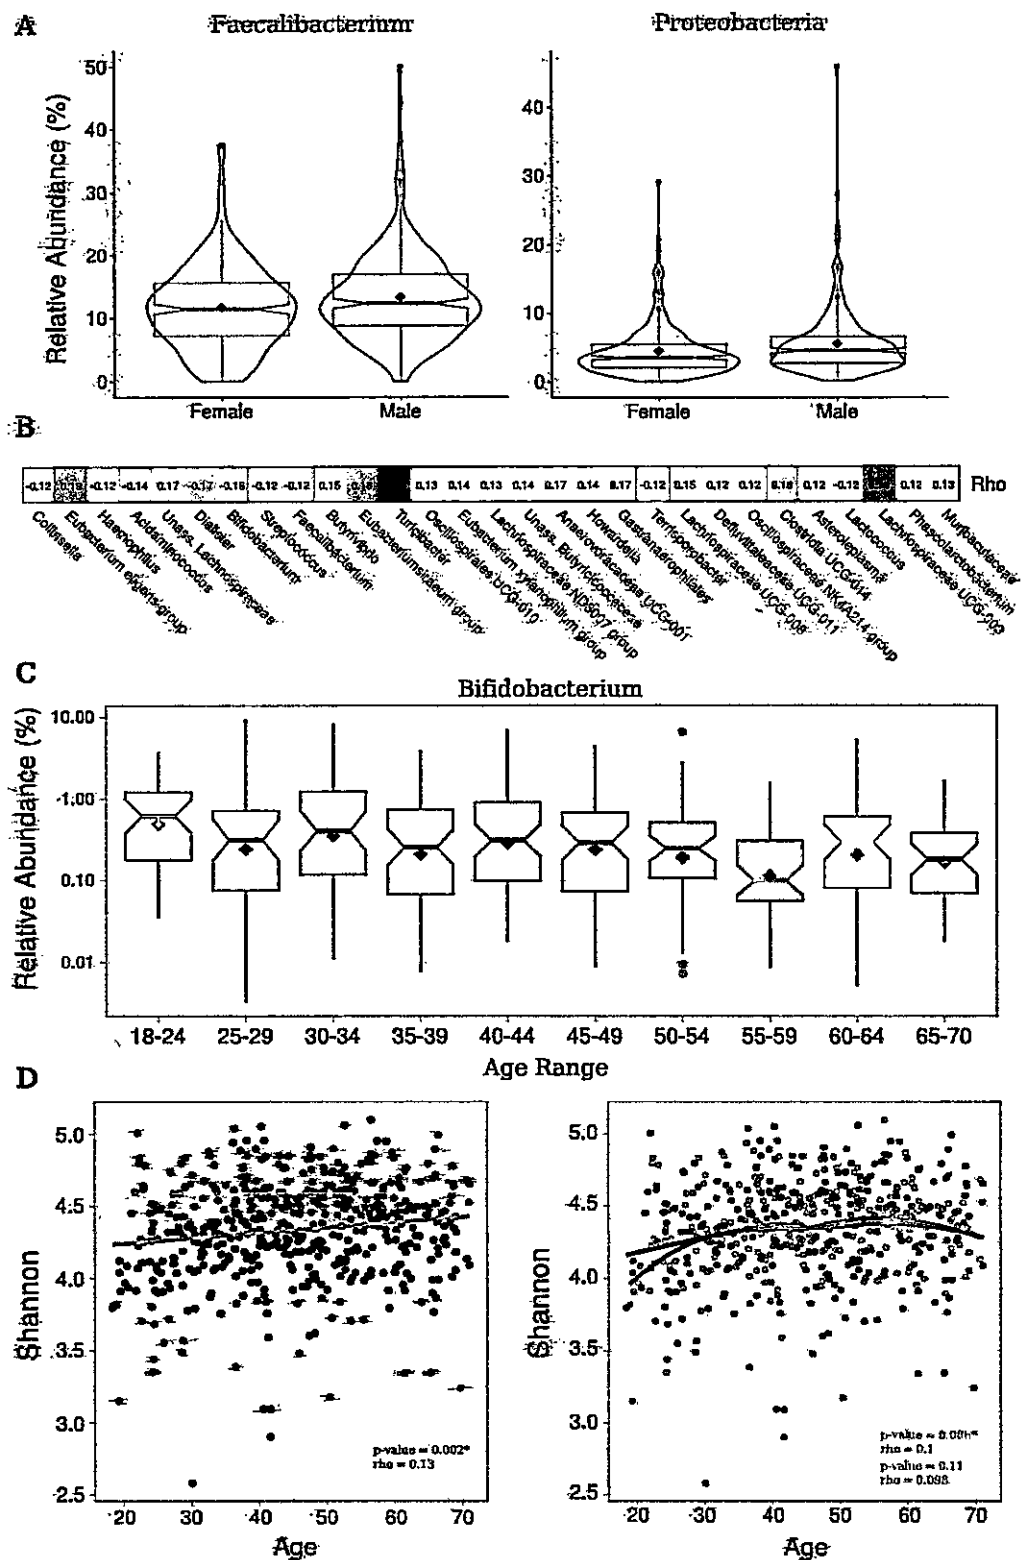 A
Faecalibacterium
Proteobacteria
Relative Abundance (%)
50
40
30
20
10
0
Female
Male
40
30
20
10
0
Female
Male
B
-0.12 -0.12 -0.14 0.17 -0.17 -0.12 -0.12 0.15 0.13 0.14 0.13 0.14 0.17 0.14 0.17 -0.12 0.15 0.12 0.12 0.12 -0.12 0.12 0.13 Rho
Collinsella
Eubacterium eligens group
Haemophilus
Acidaminococcus
Unass. Lachnospiraceae
Dialister
Bifidobacterium
Streptococcus
Faecalibacterium
Butyrivibrio
Turicibacter
Oscillospirales UCG-010
Eubacterium xylanophilum group
Lachnospiraceae ND3007 group
Unass. Butyricicoccaceae
Anaerovoracaceae UCG-001
Howardella
Gastranaerophilales
Terrisporobacter
Lachnospiraceae UCG-008
Defluviitaleaceae UCG-011
Oscillospiraceae NK4A214 group
Clostridia UCG-014
Asteroleplasma
Lactococcus
Lachnospiraceae UCG-003
Phascolarctobacterium
Muribaculaceae
C
Bifidobacterium
Relative Abundance (%)
10.00
1.00
0.10
0.01
18-24
25-29
30-34
35-39
40-44
45-49
50-54
55-59
60-64
65-70
Age Range
D
Shannon
5.0
4.5
4.0
3.5
3.0
2.5
p-value = 0.002*
rho = 0.13
20
30
40
50
60
70
Age
Shannon
5.0
4.5
4.0
3.5
3.0
2.5
p-value =
rho = 0.1
p-value = 0.11
rho = 0.098
20
30
40
50
60
70
Age